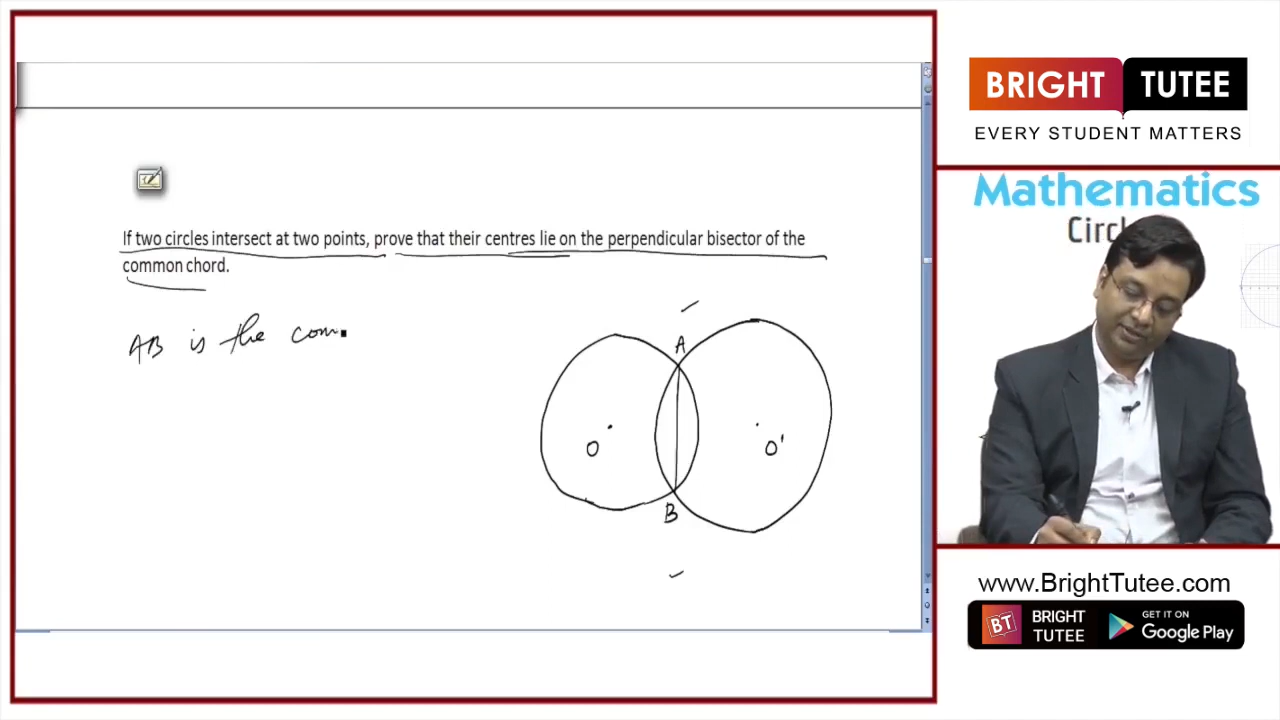 BRIGHT TUTEE
EVERY STUDENT MATTERS
Mathematics
If two circles intersect at two points, prove that their centres lie on the perpendicular bisector of the
common chord.
AB is the com
A
O
O'
B
www.BrightTutee.com
BT
BRIGHT
TUTEE
GET IT ON
Google Play